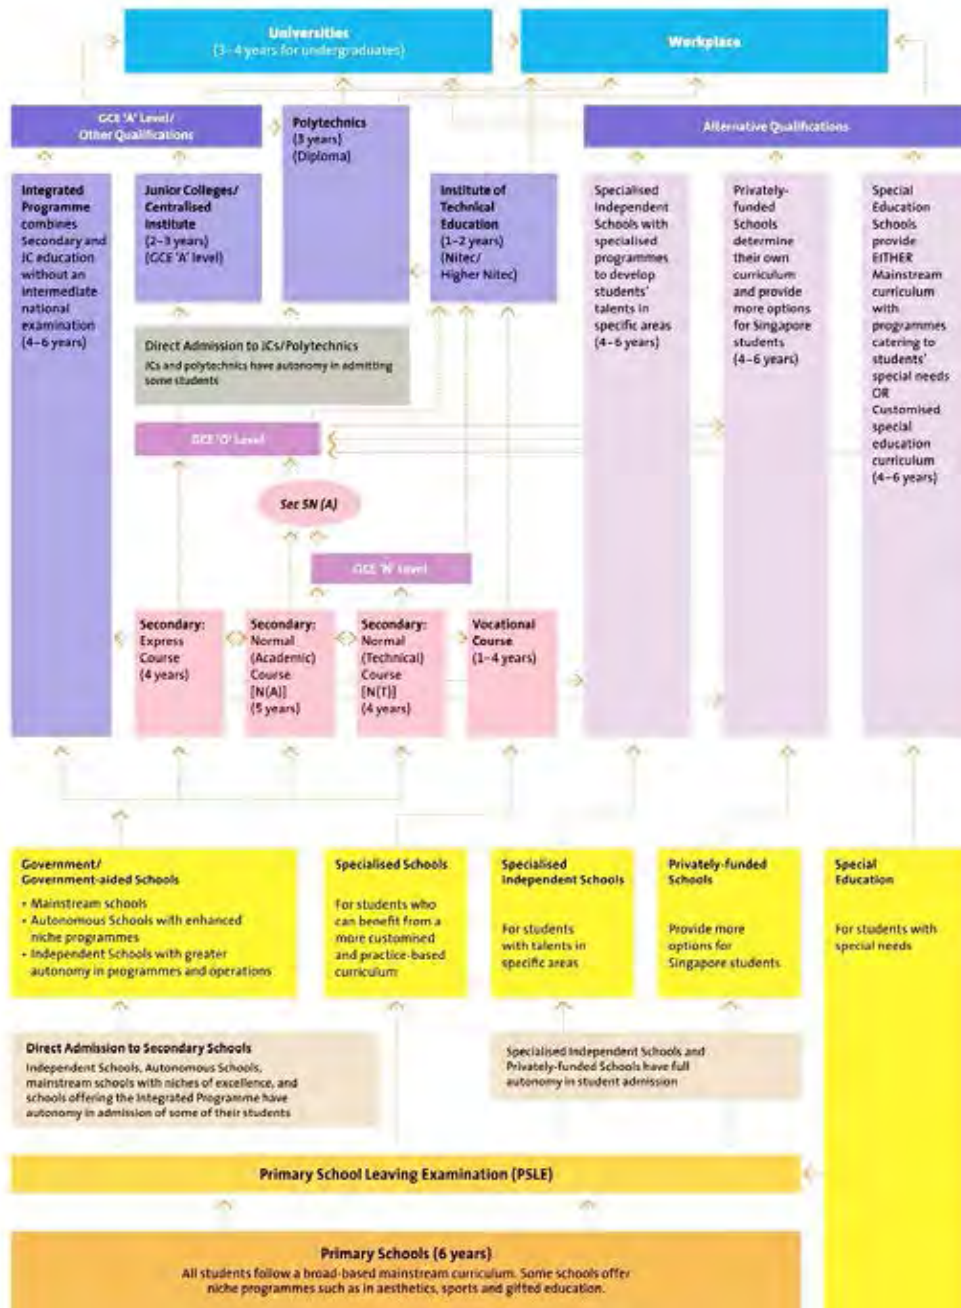 Universities
(3–4 years for undergraduates)
Workplace
GCE 'A' Level/
Other Qualifications
Polytechnics
(3 years)
(Diploma)
Alternative Qualifications
Integrated
Programme
combines
Secondary and
JC education
without an
intermediate
national
examination
(4–6 years)
Junior Colleges/
Centralised
Institute
(2–3 years)
(GCE 'A' level)
Institute of
Technical
Education
(1–2 years)
(Nitec/
Higher Nitec)
Specialised
Independent
Schools with
specialised
programmes
to develop
students'
talents in
specific areas
(4–6 years)
Privately-
funded
Schools
determine
their own
curriculum
and provide
more options
for Singapore
students
(4–6 years)
Special
Education
Schools
provide
EITHER
Mainstream
curriculum
with
programmes
catering to
students'
special needs
OR
Customised
special
education
curriculum
(4–6 years)
Direct Admission to JCs/Polytechnics
JCs and polytechnics have autonomy in admitting
some students
GCE 'O' Level
Sec 5N (A)
GCE 'N' Level
Secondary:
Express
Course
(4 years)
Secondary:
Normal
(Academic)
Course
[N(A)]
(5 years)
Secondary:
Normal
(Technical)
Course
[N(T)]
(4 years)
Vocational
Course
(1–4 years)
Government/
Government-aided Schools
• Mainstream schools
• Autonomous Schools with enhanced
niche programmes
• Independent Schools with greater
autonomy in programmes and operations
Specialised Schools
For students who
can benefit from a
more customised
and practice-based
curriculum
Specialised
Independent Schools
For students
with talents in
specific areas
Privately-funded
Schools
Provide more
options for
Singapore students
Special
Education
For students with
special needs
Direct Admission to Secondary Schools
Independent Schools, Autonomous Schools,
mainstream schools with niches of excellence, and
schools offering the Integrated Programme have
autonomy in admission of some of their students
Specialised Independent Schools and
Privately-funded Schools have full
autonomy in student admission
Primary School Leaving Examination (PSLE)
Primary Schools (6 years)
All students follow a broad-based mainstream curriculum. Some schools offer
niche programmes such as in aesthetics, sports and gifted education.